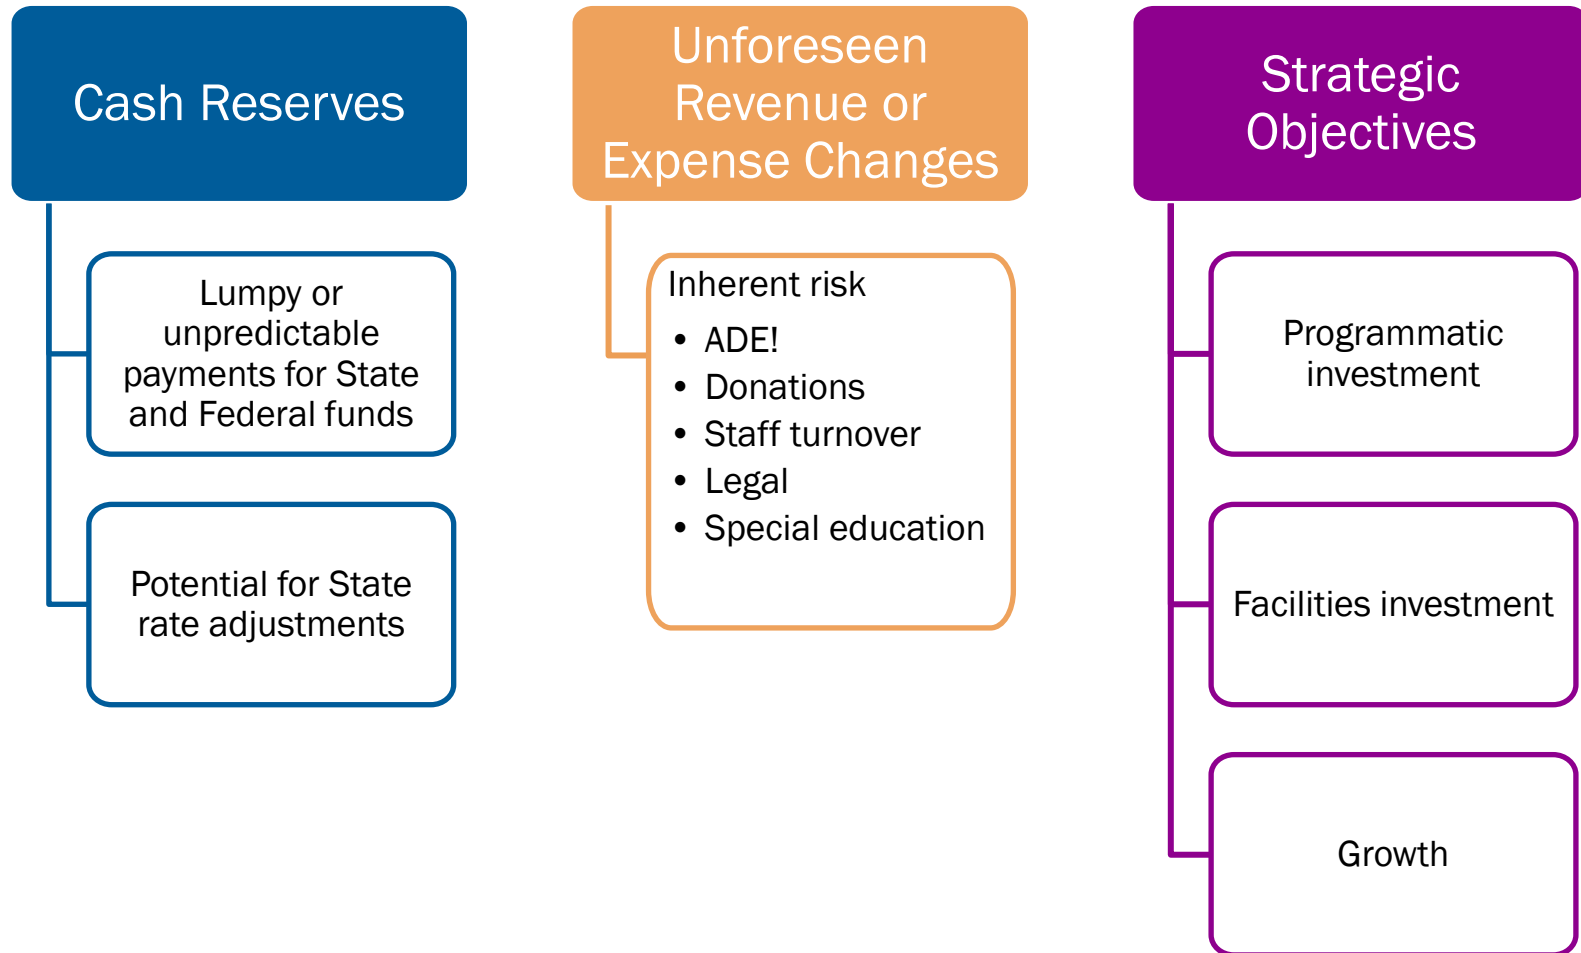 Cash Reserves
Lumpy or
unpredictable
payments for State
and Federal funds
Potential for State
rate adjustments
Unforeseen
Revenue or
Expense Changes
Inherent risk
• ADE!
• Donations
• Staff turnover
• Legal
• Special education
Strategic
Objectives
Programmatic
investment
Facilities investment
Growth